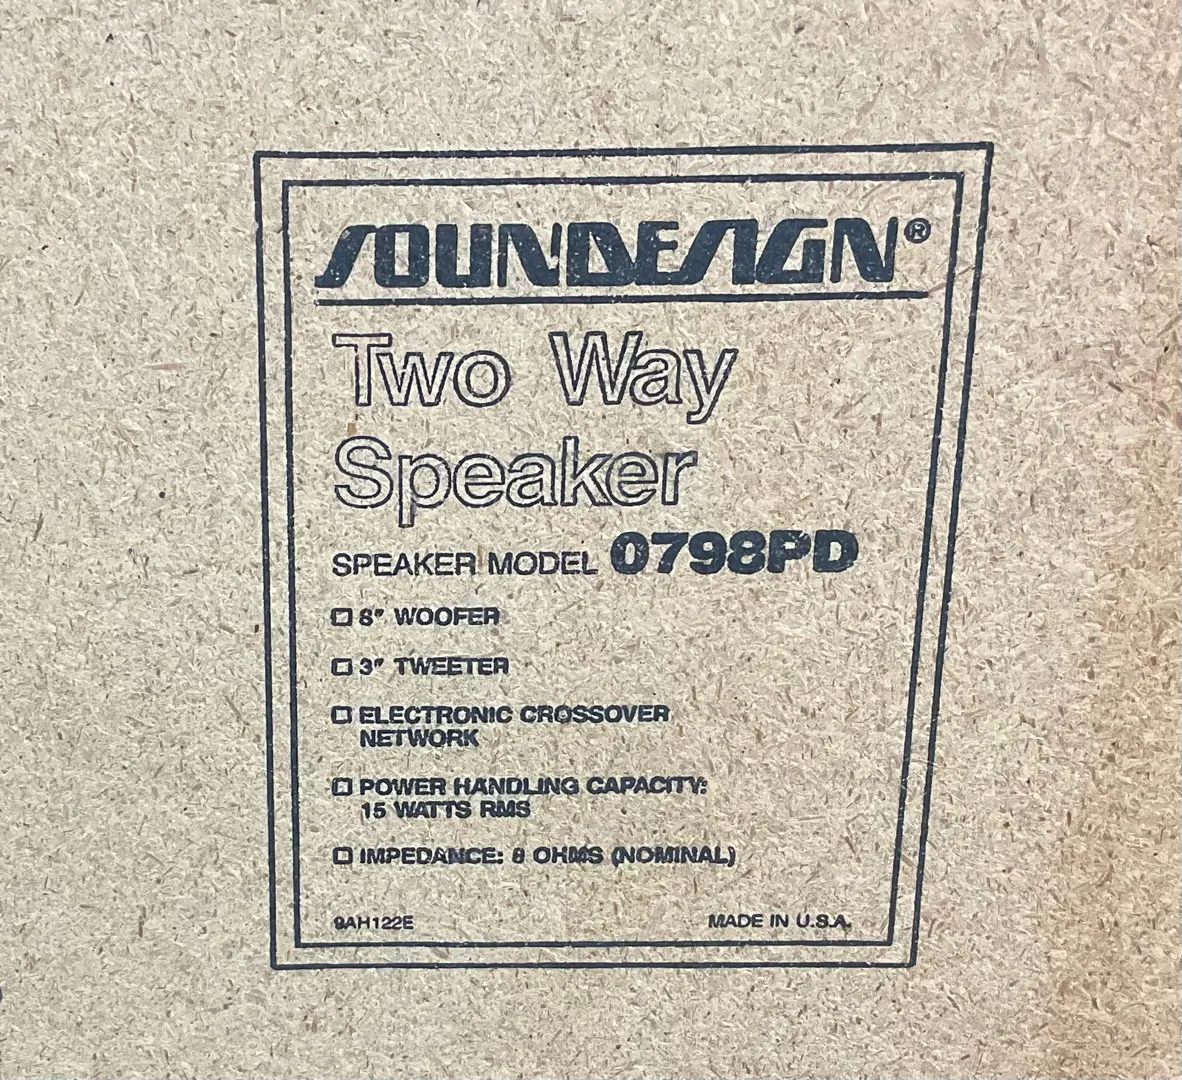 SOUNDESIGN®
Two Way
Speaker
SPEAKER MODEL 0798PD
☐ 8" WOOFER
☐ 3" TWEETER
☐ ELECTRONIC CROSSOVER
NETWORK
☐ POWER HANDLING CAPACITY:
15 WATTS RMS
☐ IMPEDANCE: 8 OHMS (NOMINAL)
9AH122E MADE IN U.S.A.